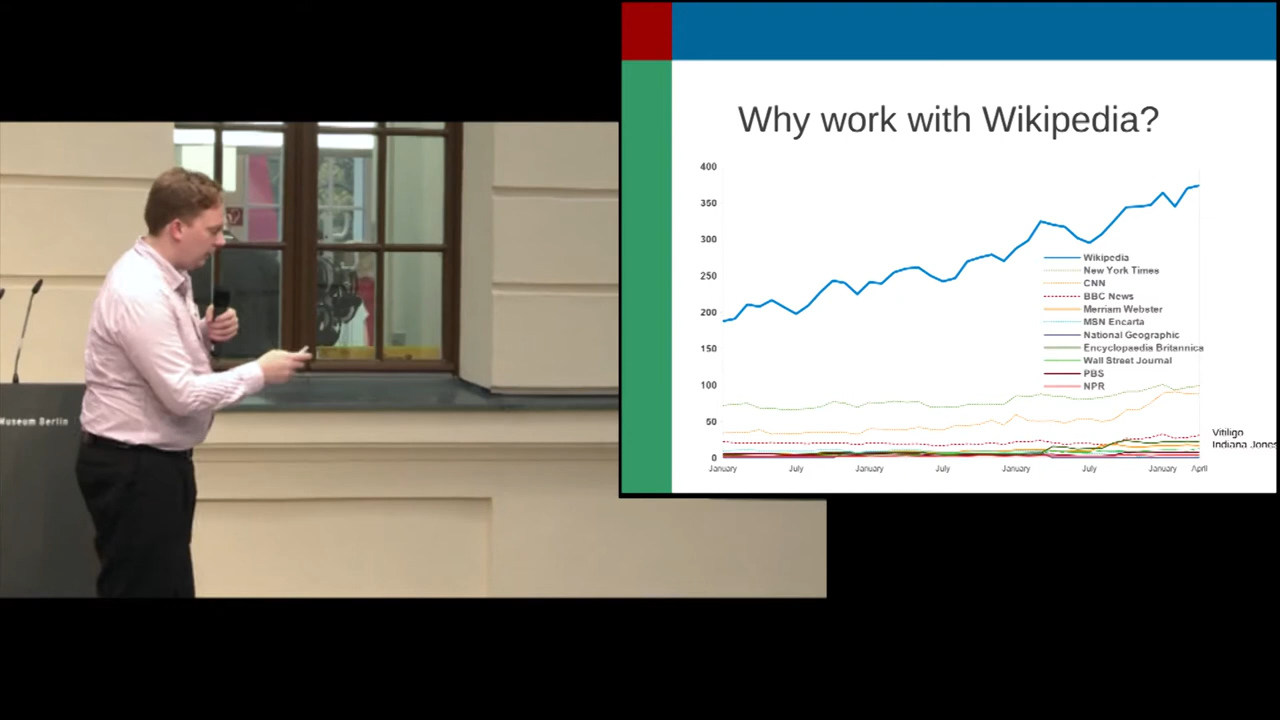 Why work with Wikipedia?
400
350
300
250
200
150
100
50
0
January
July
January
July
January
July
January
April
Wikipedia
New York Times
CNN
BBC News
Merriam Webster
MSN Encarta
National Geographic
Encyclopaedia Britannica
Wall Street Journal
PBS
NPR
Vitiligo
Indiana Jones
Museum Berlin